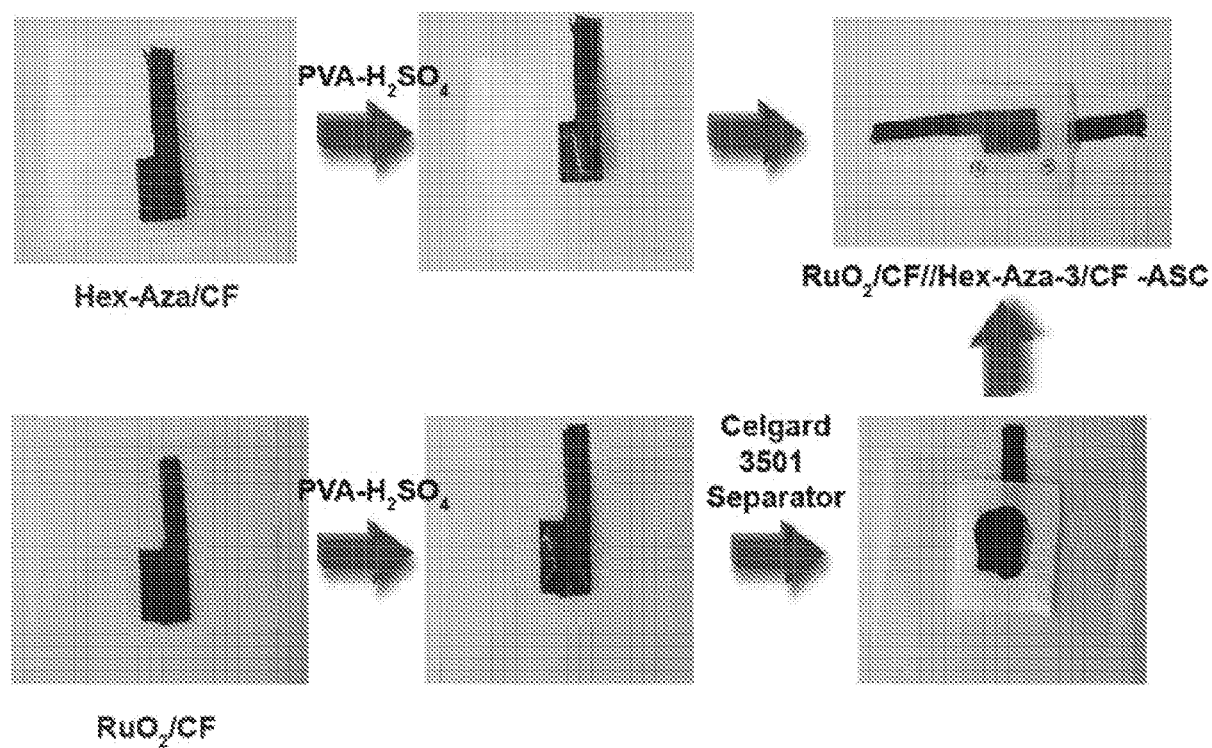 PVA-H₂SO₄
Hex-Aza/CF
RuO₂/CF//Hex-Aza-3/CF -ASC
PVA-H₂SO₄
Celgard
3501
Separator
RuO₂/CF